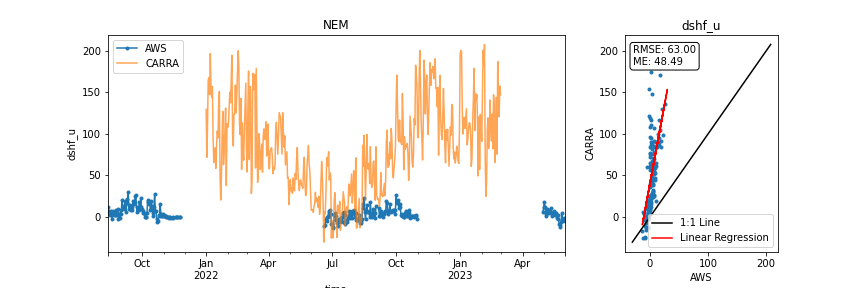 NEM
dshf_u
AWS
CARRA
200
150
100
50
0
dshf_u
Oct
Jan
2022
Apr
Jul
Oct
Jan
2023
Apr
time
dshf_u
RMSE: 63.00
ME: 48.49
200
150
100
50
0
CARRA
1:1 Line
Linear Regression
0
100
200
AWS